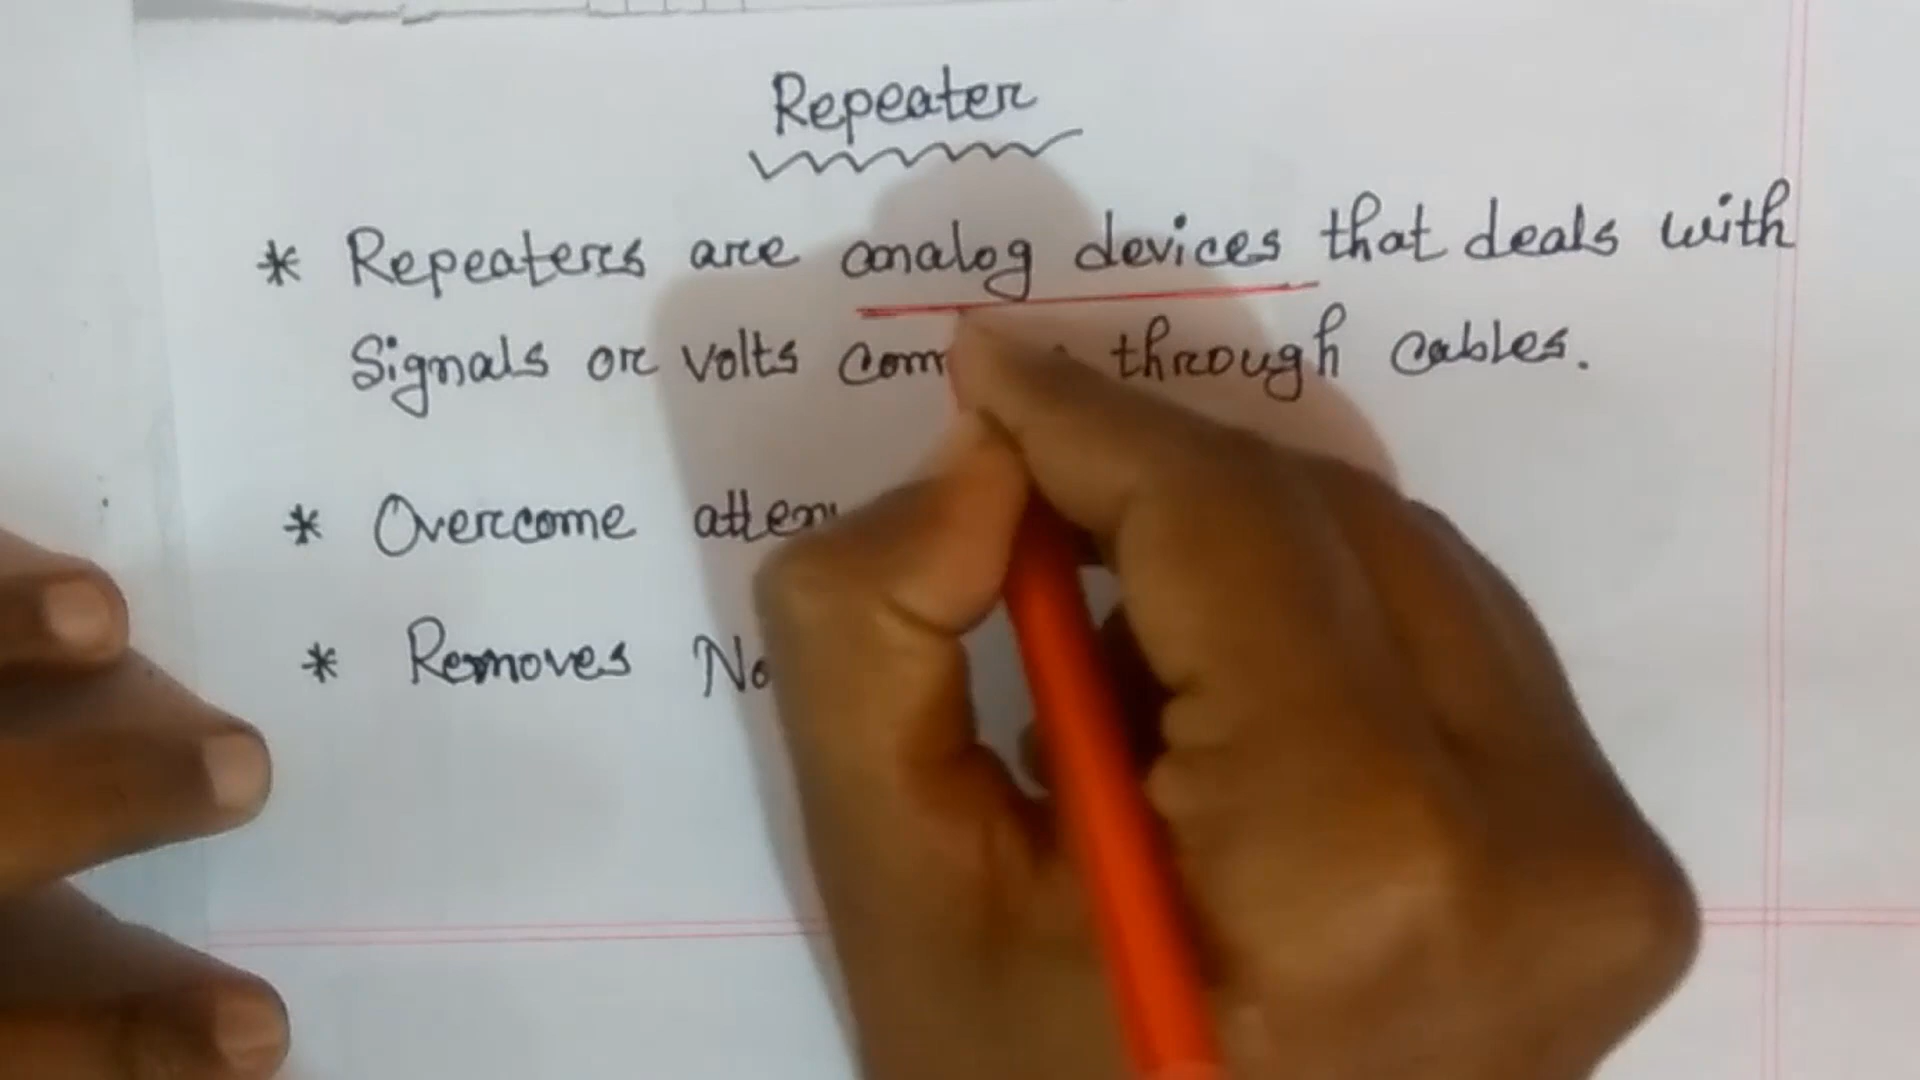 Repeater
* Repeaters are analog devices that deals with
Signals or volts through cables.
* Overcome
* Removes